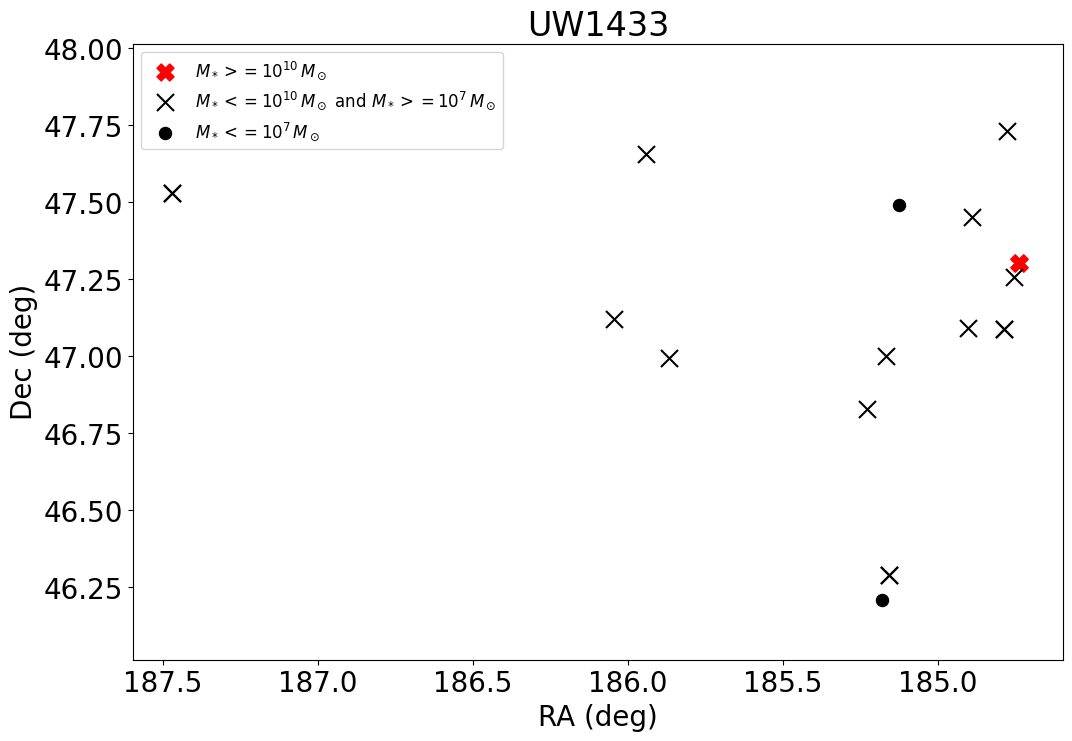 UW1433
48.00
47.75
47.50
47.25
47.00
46.75
46.50
46.25
Dec (deg)
M* >= 10^10 M⊙
M* <= 10^10 M⊙ and M* >= 10^7 M⊙
M* <= 10^7 M⊙
187.5 187.0 186.5 186.0 185.5 185.0
RA (deg)